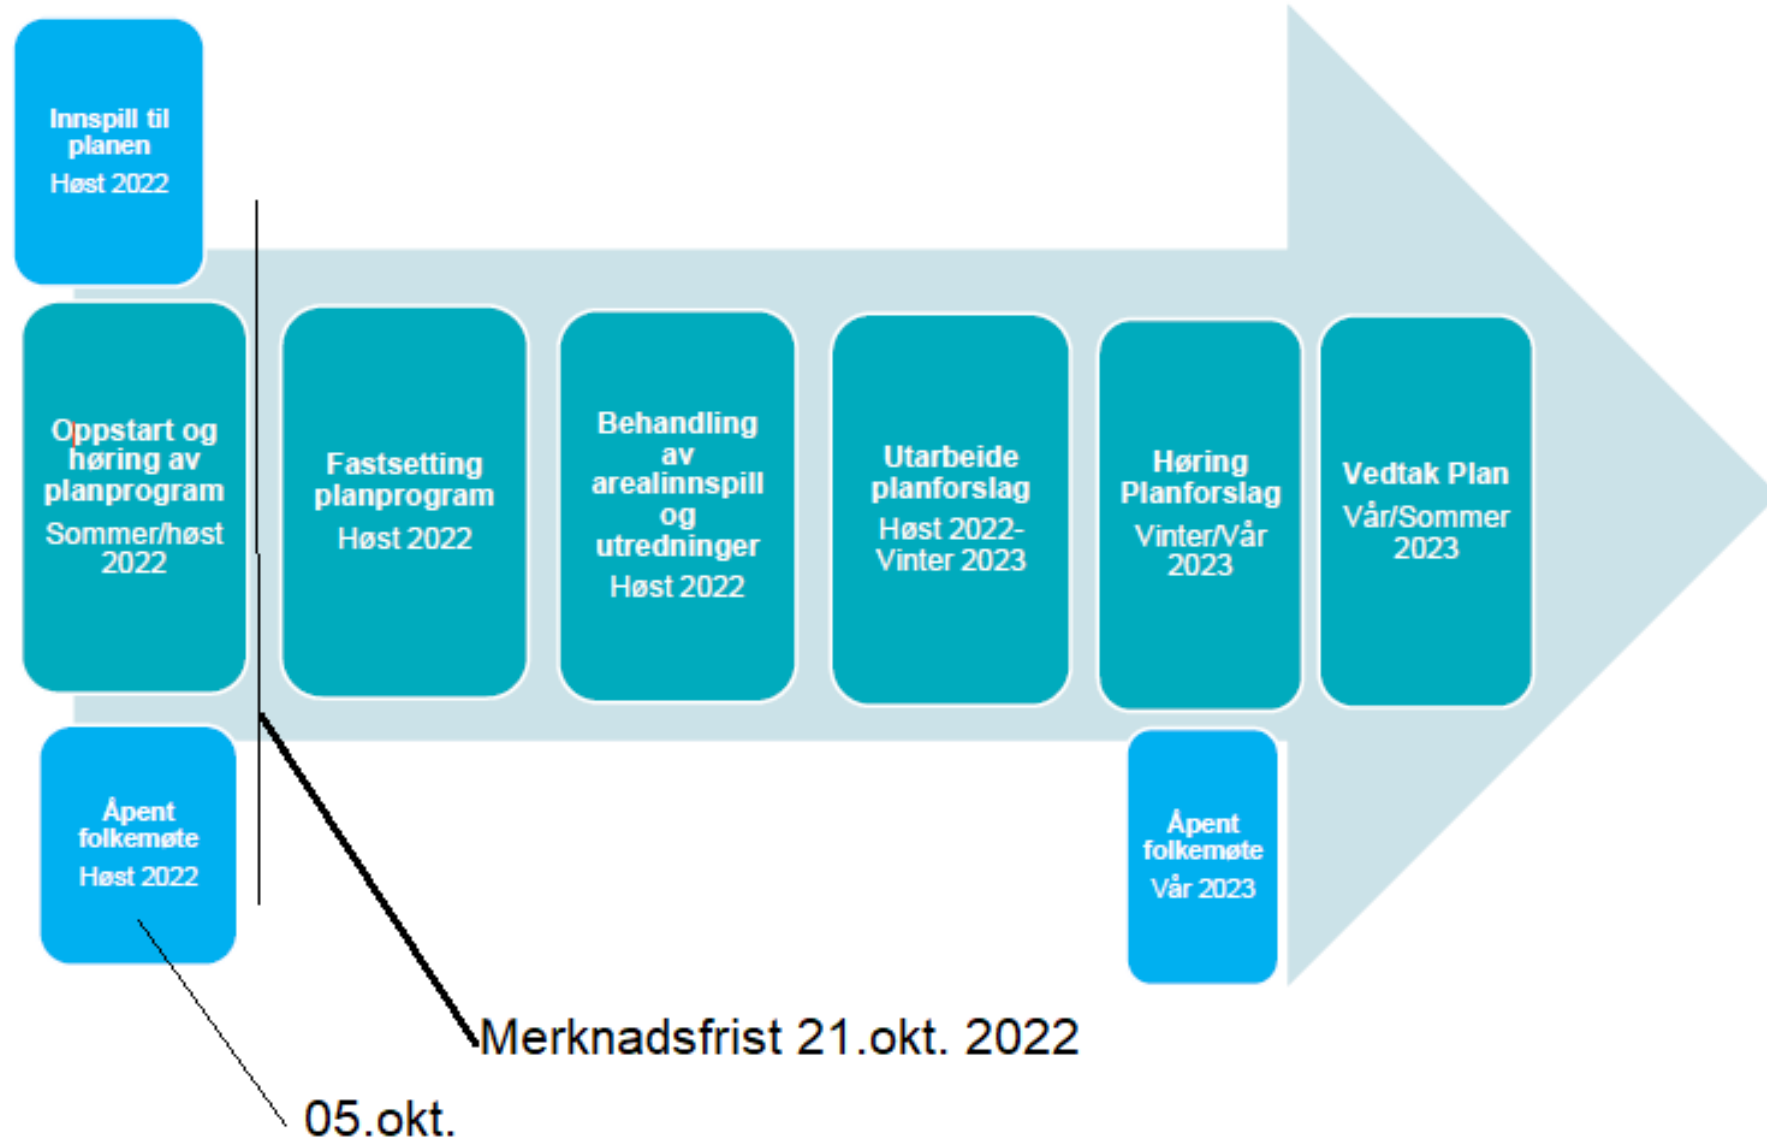 Innspill til
planen
Høst 2022
Oppstart og
høring av
planprogram
Sommer/høst
2022
Åpent
folkemøte
Høst 2022
Fastsetting
planprogram
Høst 2022
Behandling
av
arealinnspill
og
utredninger
Høst 2022
Utarbeide
planforslag
Høst 2022-
Vinter 2023
Høring
Planforslag
Vinter/Vår
2023
Åpent
folkemøte
Vår 2023
Vedtak Plan
Vår/Sommer
2023
Merknadsfrist 21.okt. 2022
05.okt.